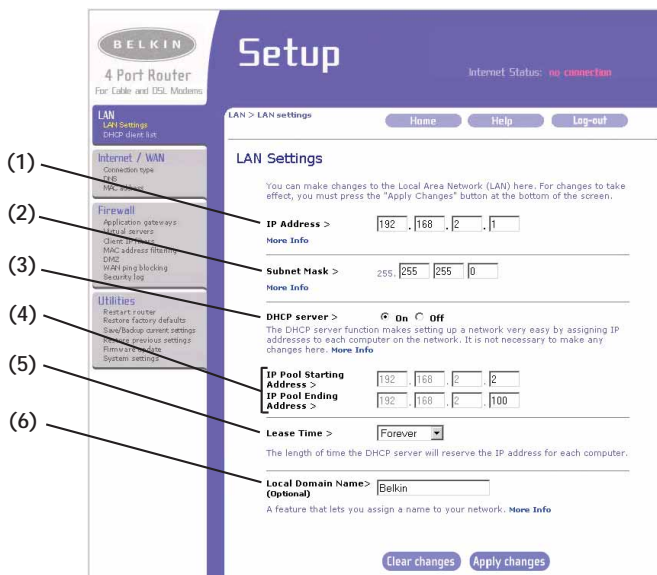 BELKIN
4 Port Router
For Cable and DSL Modems
Setup
Internet Status: no connection
LAN
LAN Settings
DHCP client list
Internet / WAN
Connection type
DNS
MAC address
Firewall
Application gateways
Virtual servers
Client IP filters
MAC address filtering
DMZ
WAN ping blocking
Security log
Utilities
Restart router
Restore factory defaults
Save/Backup current settings
Restore previous settings
Firmware update
System settings
(1)
(2)
(3)
(4)
(5)
(6)
LAN > LAN settings
Home
Help
Log-out
LAN Settings
You can make changes to the Local Area Network (LAN) here. For changes to take
effect, you must press the "Apply Changes" button at the bottom of the screen.
IP Address > 192 . 168 . 2 . 1
More Info
Subnet Mask > 255. 255 255 0
More Info
DHCP server > On Off
The DHCP server function makes setting up a network very easy by assigning IP
addresses to each computer on the network. It is not necessary to make any
changes here. More Info
IP Pool Starting
Address > 192 . 168 . 2 . 2
IP Pool Ending
Address > 192 . 168 . 2 . 100
Lease Time > Forever
The length of time the DHCP server will reserve the IP address for each computer.
Local Domain Name> Belkin
(Optional)
A feature that lets you assign a name to your network. More Info
Clear changes
Apply changes